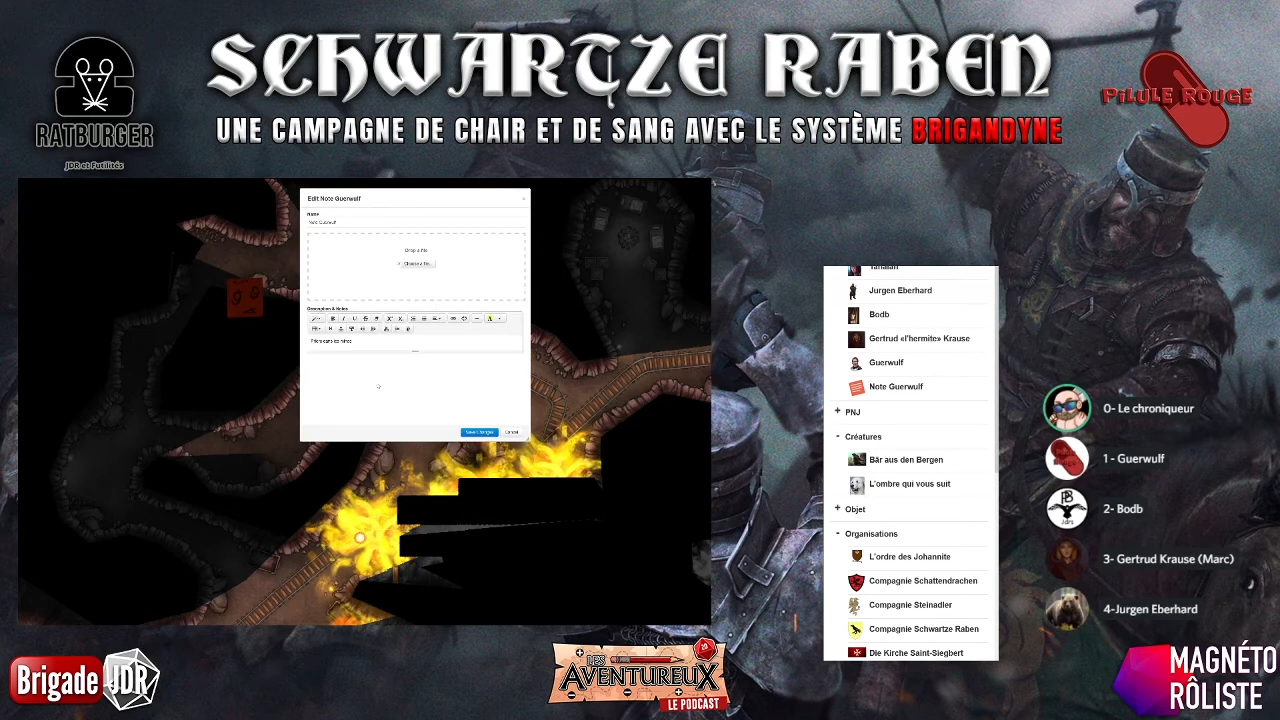 SCHWARTZE RABEN
UNE CAMPAGNE DE CHAIR ET DE SANG AVEC LE SYSTÈME BRIGANDYNE
RATBURGER
JDR et Futilités
PILULE ROUGE
Edit Note Guerwulf
Name
Note Guerwulf
Drop a file
Choose a file...
Description & Notes
Save Changes
Cancel
Jurgen Eberhard
Bodb
Gertrud «l'hermite» Krause
Guerwulf
Note Guerwulf
+ PNJ
- Créatures
Bär aus den Bergen
L'ombre qui vous suit
+ Objet
- Organisations
L'ordre des Johannite
Compagnie Schattendrachen
Compagnie Steinadler
Compagnie Schwartze Raben
Die Kirche Saint-Siegbert
0- Le chroniqueur
1 - Guerwulf
2- Bodb
3- Gertrud Krause (Marc)
4-Jurgen Eberhard
Brigade JDR
LES
AVENTUREUX
LE PODCAST
20
MAGNÉTO
RÔLISTE